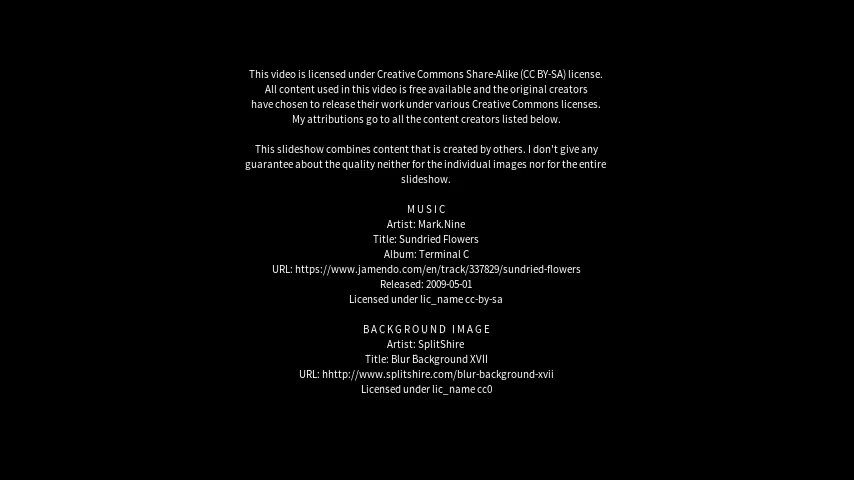 This video is licensed under Creative Commons Share-Alike (CC BY-SA) license.
All content used in this video is free available and the original creators
have chosen to release their work under various Creative Commons licenses.
My attributions go to all the content creators listed below.
This slideshow combines content that is created by others. I don't give any
guarantee about the quality neither for the individual images nor for the entire
slideshow.
MUSIC
Artist: Mark.Nine
Title: Sundried Flowers
Album: Terminal C
URL: https://www.jamendo.com/en/track/337829/sundried-flowers
Released: 2009-05-01
Licensed under lic_name cc-by-sa
BACKGROUND IMAGE
Artist: SplitShire
Title: Blur Background XVII
URL: hhttp://www.splitshire.com/blur-background-xvii
Licensed under lic_name cc0